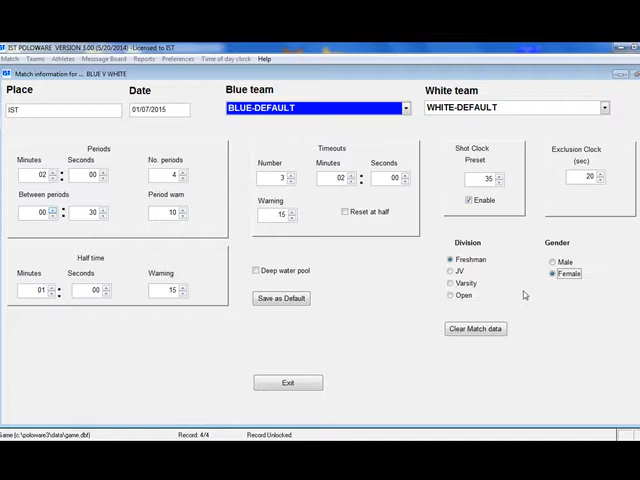 IST POLOWARE VERSION 3.00 (5/20/2014) -Licensed to IST
Match Teams Athletes Message Board Reports Preferences Time of day clock Help
IST Match information for ... BLUE V WHITE
Place Date Blue team White team
IST 01/07/2015 BLUE-DEFAULT WHITE-DEFAULT
Periods Timeouts Shot Clock Exclusion Clock
Minutes Seconds No. periods Number Minutes Seconds Preset (sec)
02 : 00 4 3 02 : 00 35 20
Between periods Period warn Warning Enable
00 : 30 10 15 Reset at half
Half time Division Gender
Minutes Seconds Warning Deep water pool Freshman Male
01 : 00 15 JV Female
Save as Default Varsity
Open
Clear Match data
Exit
Game (c:\poloware3\data\game.dbf) Record: 4/4 Record Unlocked